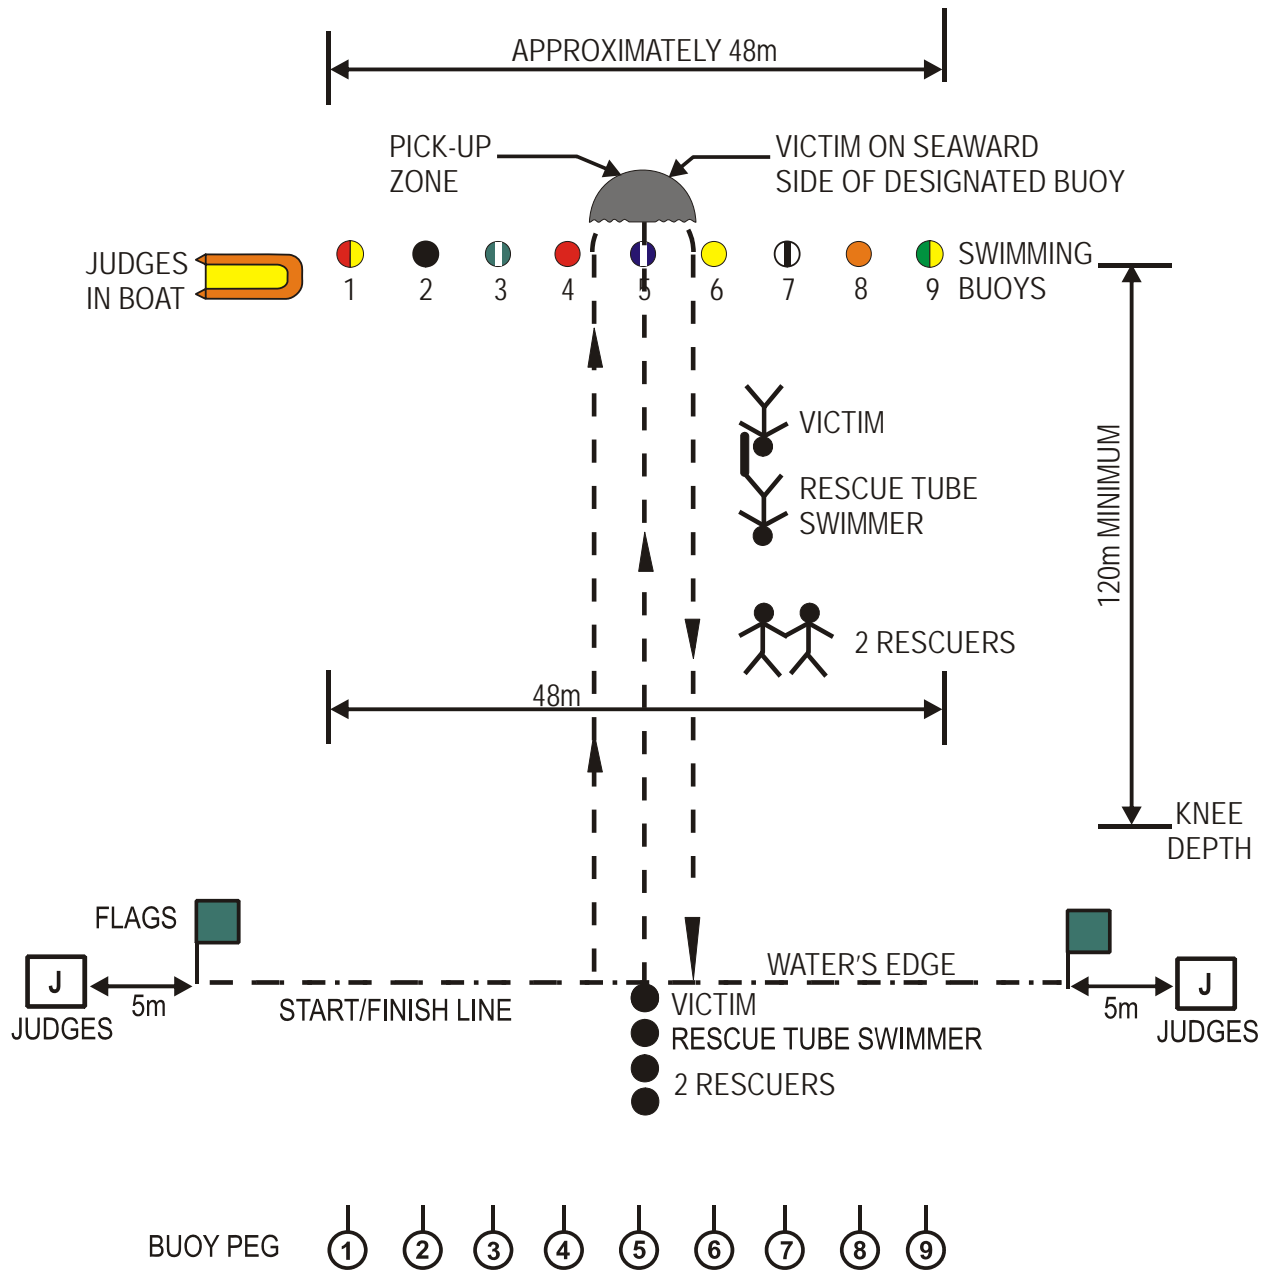 APPROXIMATELY 48m
PICK-UP
ZONE
VICTIM ON SEAWARD
SIDE OF DESIGNATED BUOY
JUDGES
IN BOAT
1 2 3 4 5 6 7 8 9
SWIMMING
BUOYS
VICTIM
RESCUE TUBE
SWIMMER
120m MINIMUM
2 RESCUERS
48m
KNEE
DEPTH
FLAGS
J
5m
JUDGES
WATER'S EDGE
START/FINISH LINE
J
5m
JUDGES
VICTIM
RESCUE TUBE SWIMMER
2 RESCUERS
BUOY PEG 1 2 3 4 5 6 7 8 9